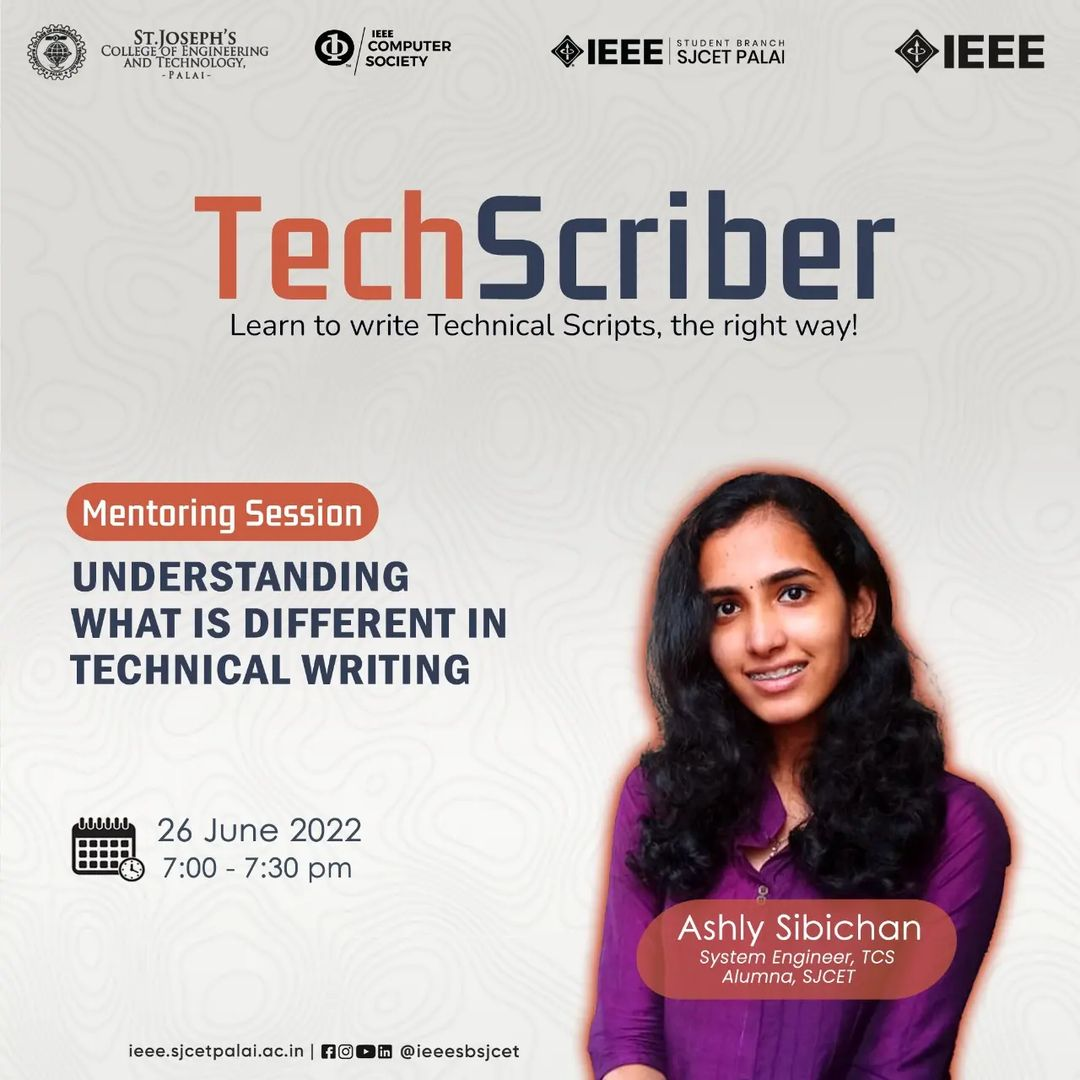 ST.JOSEPH'S
COLLEGE OF ENGINEERING
AND TECHNOLOGY,
- PALAI -
IEEE
COMPUTER
SOCIETY
IEEE
STUDENT BRANCH
SJCET PALAI
IEEE
TechScriber
Learn to write Technical Scripts, the right way!
Mentoring Session
UNDERSTANDING
WHAT IS DIFFERENT IN
TECHNICAL WRITING
26 June 2022
7:00 - 7:30 pm
Ashly Sibichan
System Engineer, TCS
Alumna, SJCET
ieee.sjcetpalai.ac.in | @ieeesbsjcet